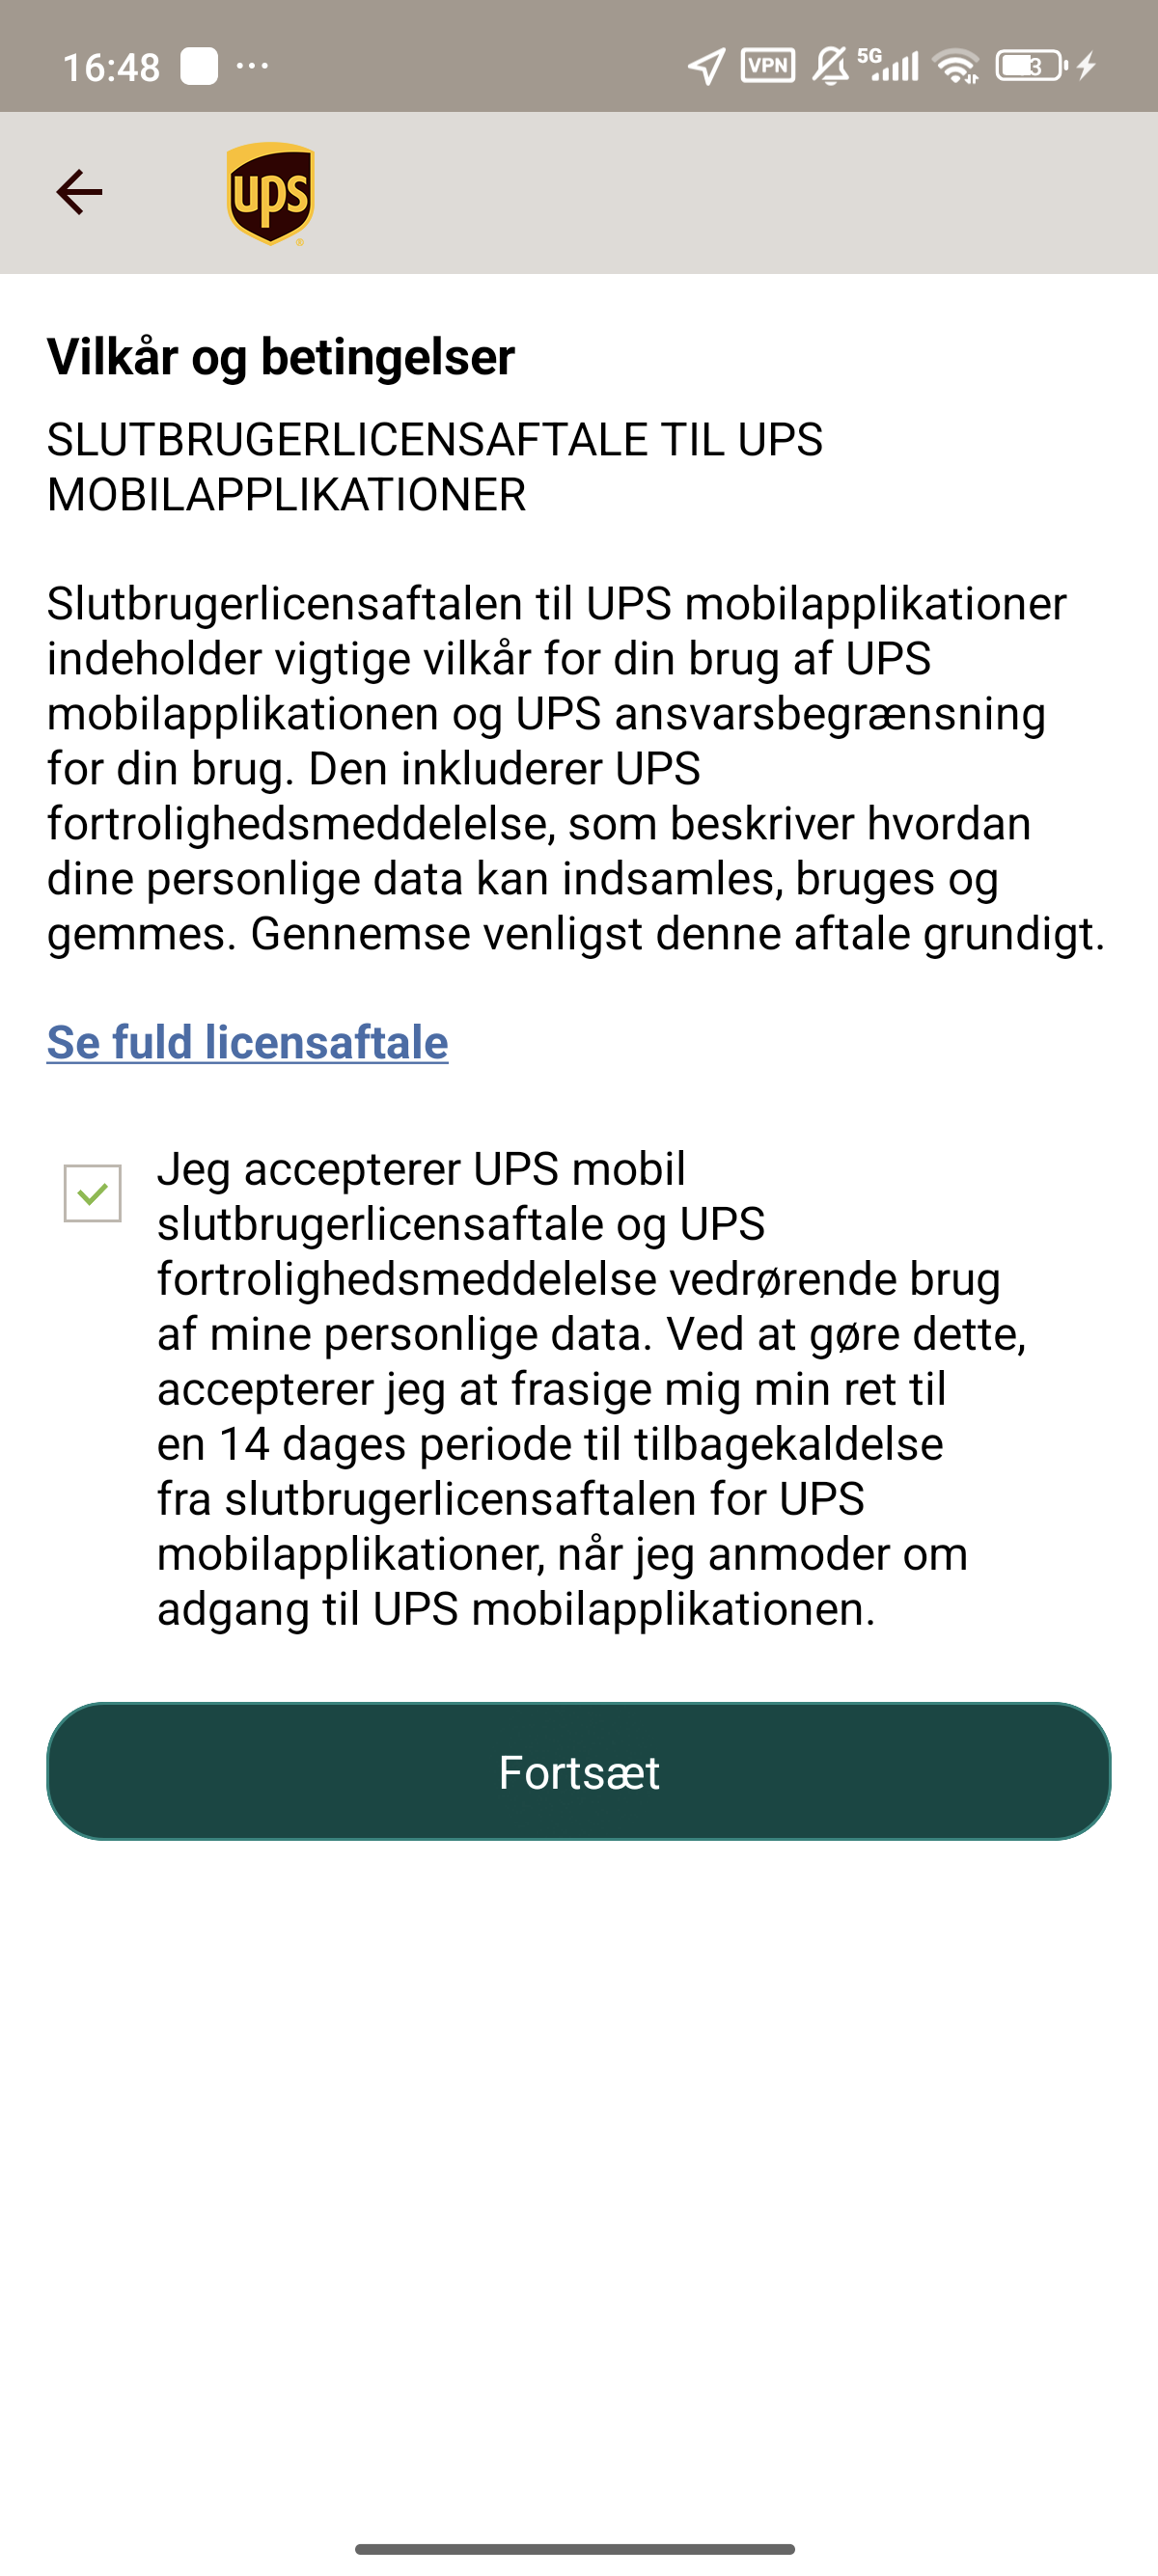 16:48
VPN
5G
ups
Vilkår og betingelser
SLUTBRUGERLICENSAFTALE TIL UPS
MOBILAPPLIKATIONER
Slutbrugerlicensaftalen til UPS mobilapplikationer
indeholder vigtige vilkår for din brug af UPS
mobilapplikationen og UPS ansvarsbegrænsning
for din brug. Den inkluderer UPS
fortrolighedsmeddelelse, som beskriver hvordan
dine personlige data kan indsamles, bruges og
gemmes. Gennemse venligst denne aftale grundigt.
Se fuld licensaftale
Jeg accepterer UPS mobil
slutbrugerlicensaftale og UPS
fortrolighedsmeddelelse vedrørende brug
af mine personlige data. Ved at gøre dette,
accepterer jeg at frasige mig min ret til
en 14 dages periode til tilbagekaldelse
fra slutbrugerlicensaftalen for UPS
mobilapplikationer, når jeg anmoder om
adgang til UPS mobilapplikationen.
Fortsæt